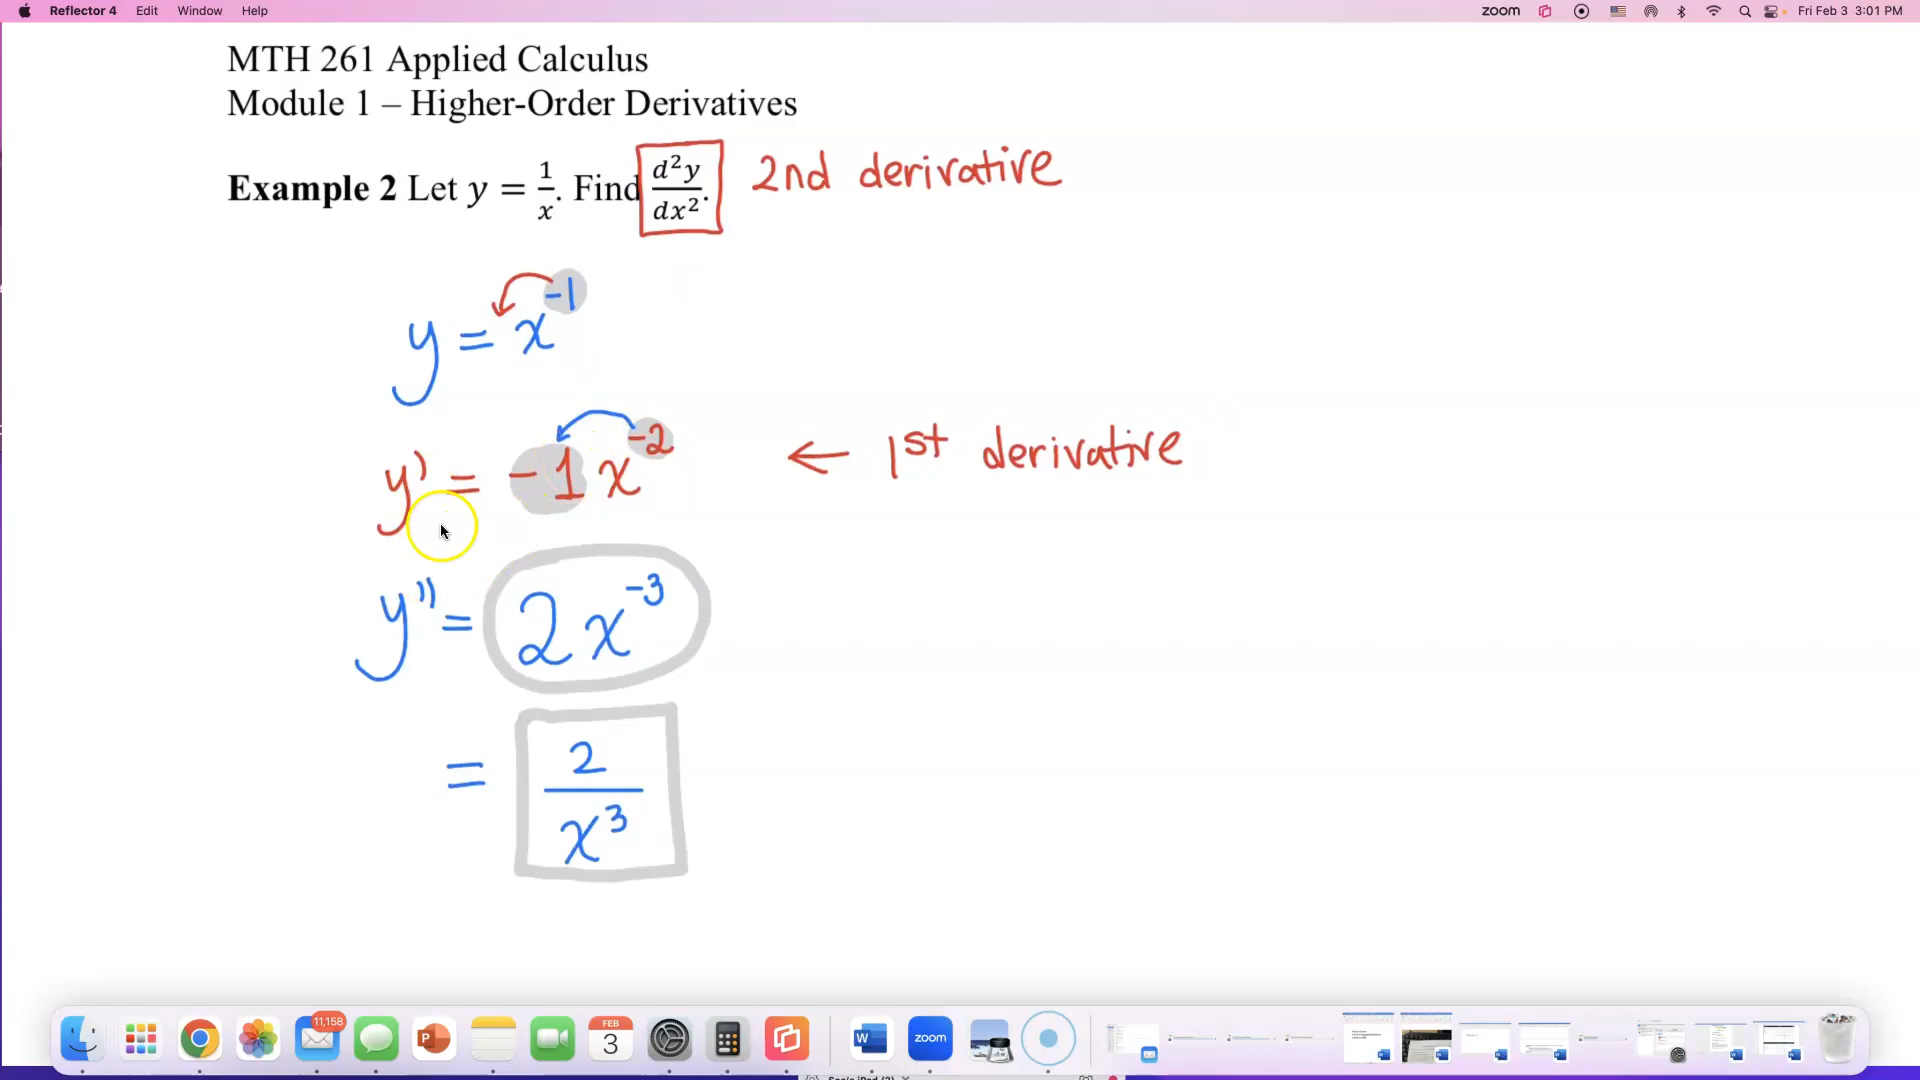 Reflector 4 Edit Window Help zoom Fri Feb 3 3:01 PM
MTH 261 Applied Calculus
Module 1 – Higher-Order Derivatives
Example 2 Let y = 1/x. Find d²y/dx². 2nd derivative
y = x⁻¹
y' = -1x⁻² ← 1st derivative
y'' = 2x⁻³
= 2/x³
11,158
FEB
3
zoom